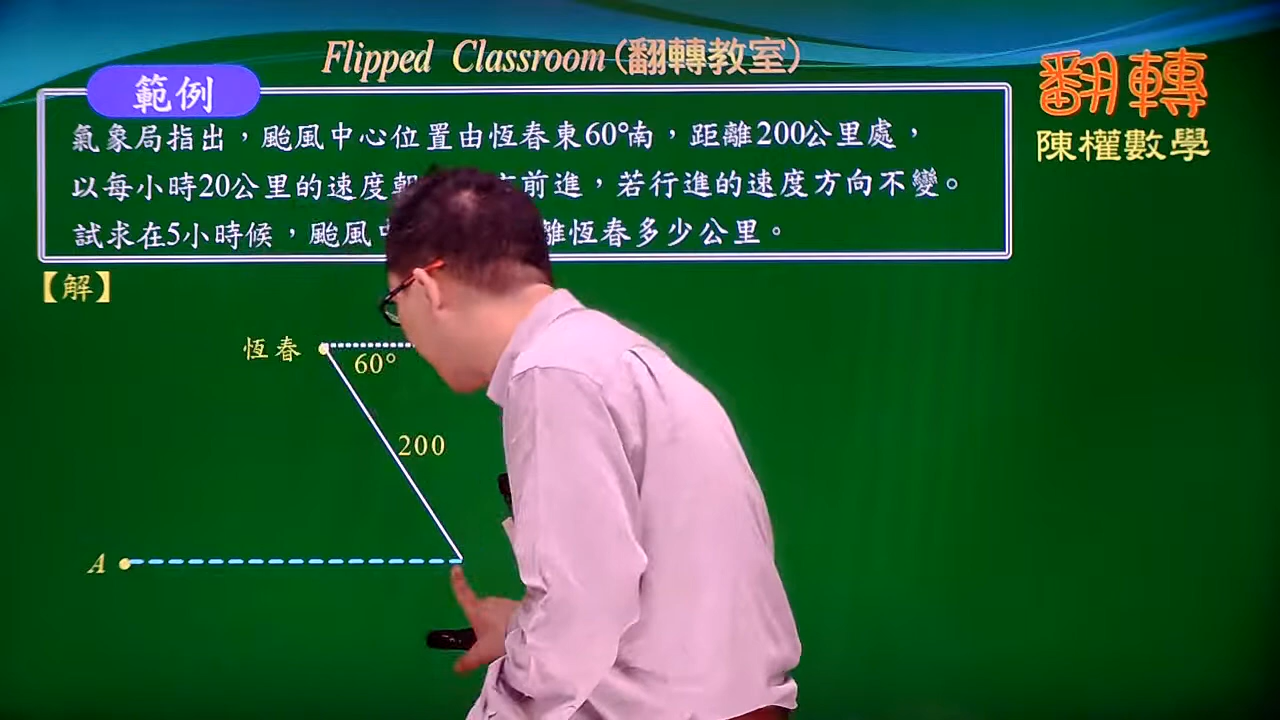 Flipped Classroom(翻轉教室)
翻轉
陳權數學
範例
氣象局指出，颱風中心位置由恆春東60°南，距離200公里處，
以每小時20公里的速度 前進，若行進的速度方向不變。
試求在5小時候，颱風 離恆春多少公里。
【解】
恆春
60°
200
A